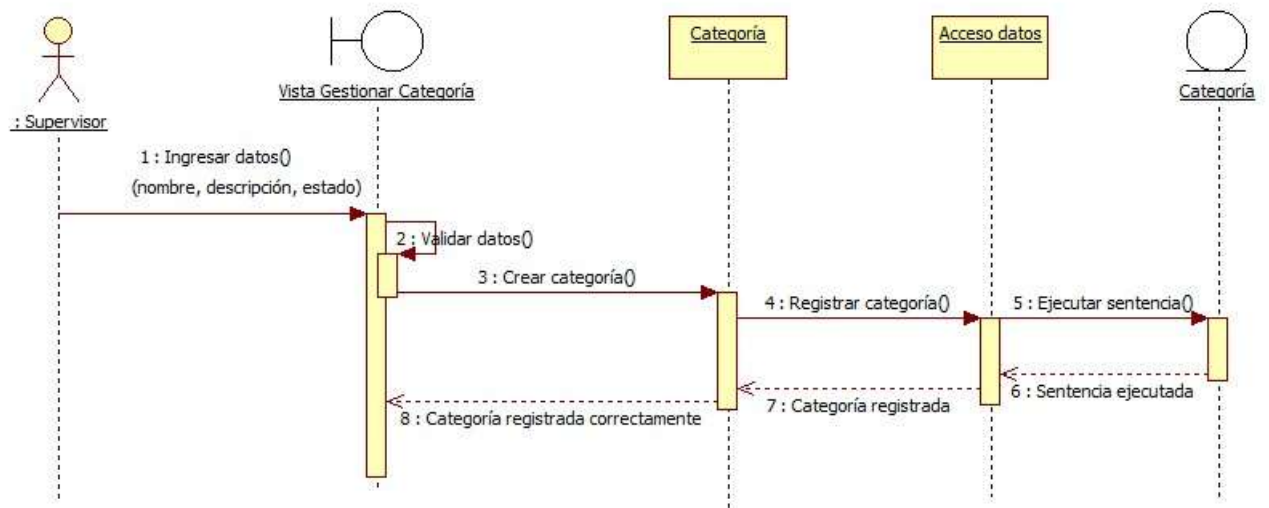 Categoría
Acceso datos
Vista Gestionar Categoría
Categoría
: Supervisor
1 : Ingresar datos()
(nombre, descripción, estado)
2 : Validar datos()
3 : Crear categoría()
4 : Registrar categoría()
5 : Ejecutar sentencia()
6 : Sentencia ejecutada
7 : Categoría registrada
8 : Categoría registrada correctamente